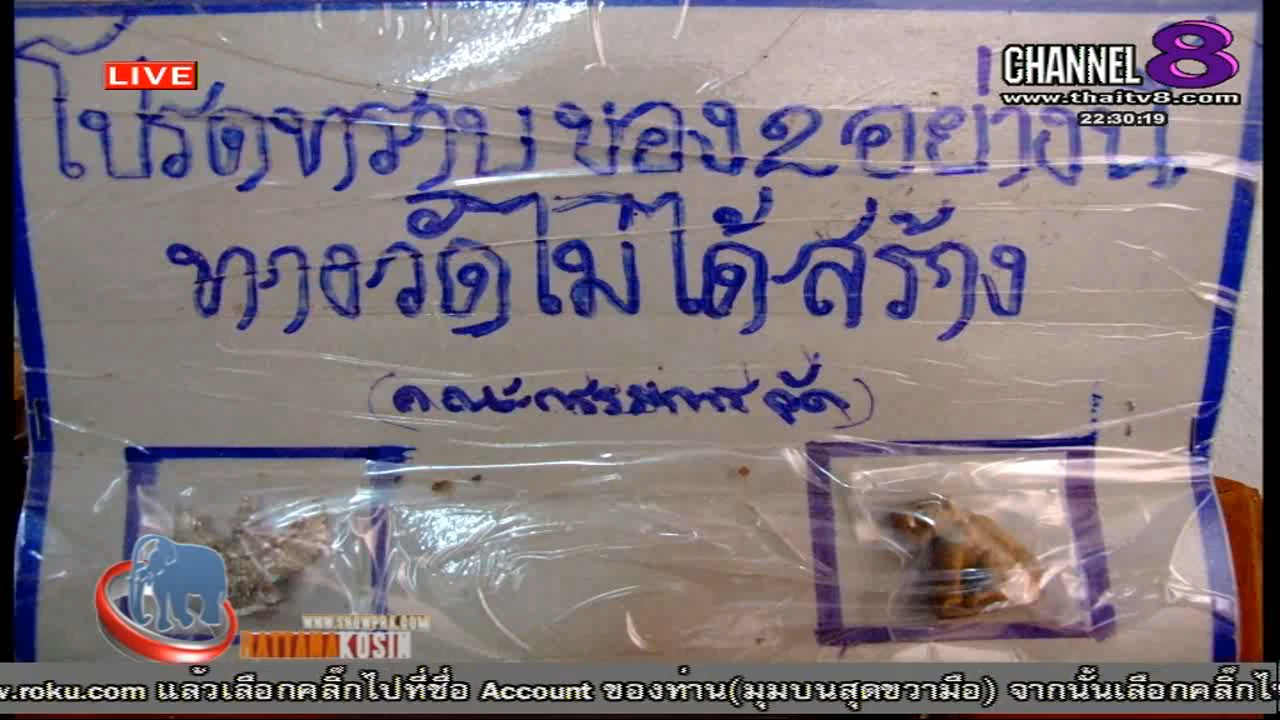 LIVE
CHANNEL 8
www.thaitv8.com
22:30:19
โปรดทราบ ของ 2 อย่างนี้
ทางวัดไม่ได้สร้าง
(คณะกรรมการ วัด)
WWW.SHOWPRA.COM
RATTANAKOSIN
w.roku.com แล้วเลือกคลิ๊กไปที่ชื่อ Account ของท่าน(มุมบนสุดขวามือ) จากนั้นเลือกคลิ๊กไป